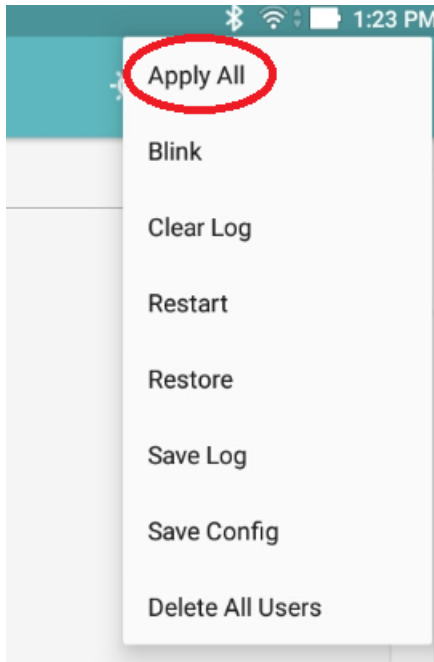 1:23 PM
Apply All
Blink
Clear Log
Restart
Restore
Save Log
Save Config
Delete All Users